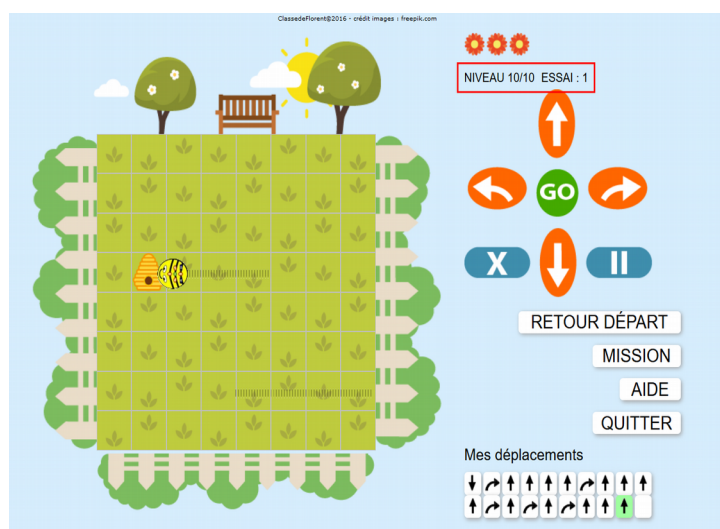 ClassedeFlorent©2016 - crédit images : freepik.com
NIVEAU 10/10 ESSAI : 1
GO
X
RETOUR DÉPART
MISSION
AIDE
QUITTER
Mes déplacements